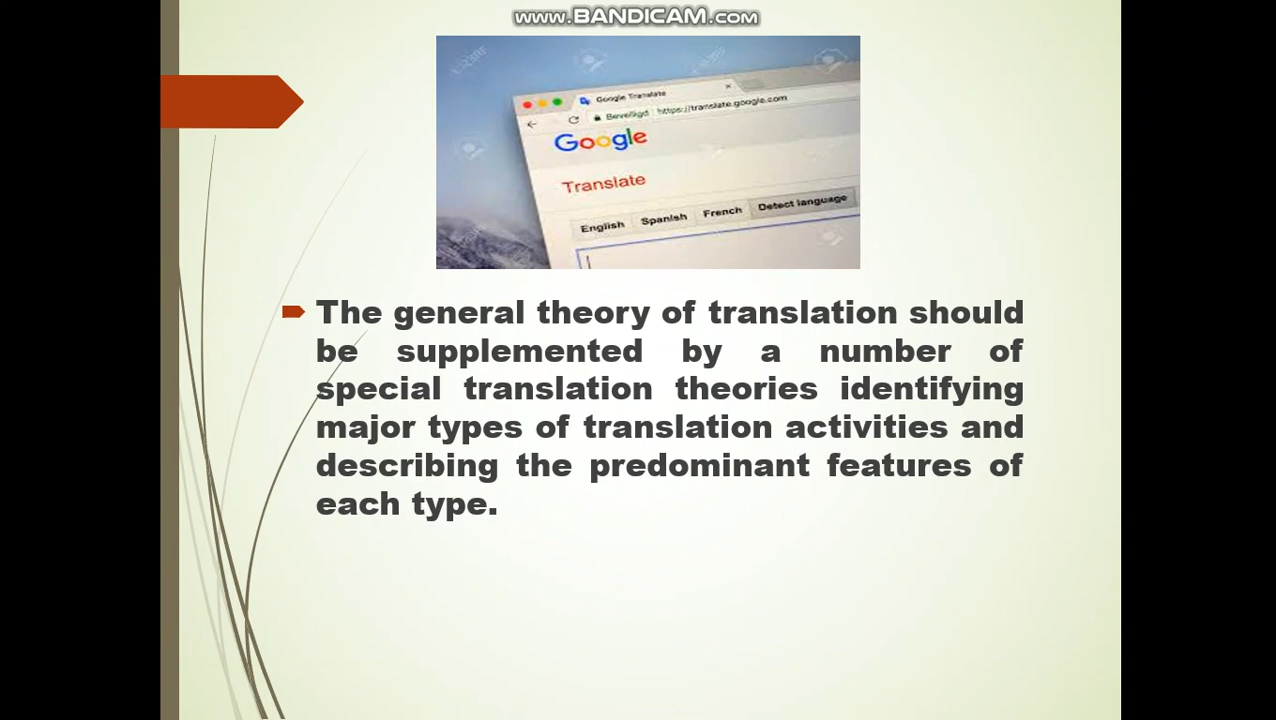 www.BANDICAM.com
Google Translate
Beveiligd https://translate.google.com
Google
Translate
English Spanish French Detect language
The general theory of translation should
be supplemented by a number of
special translation theories identifying
major types of translation activities and
describing the predominant features of
each type.